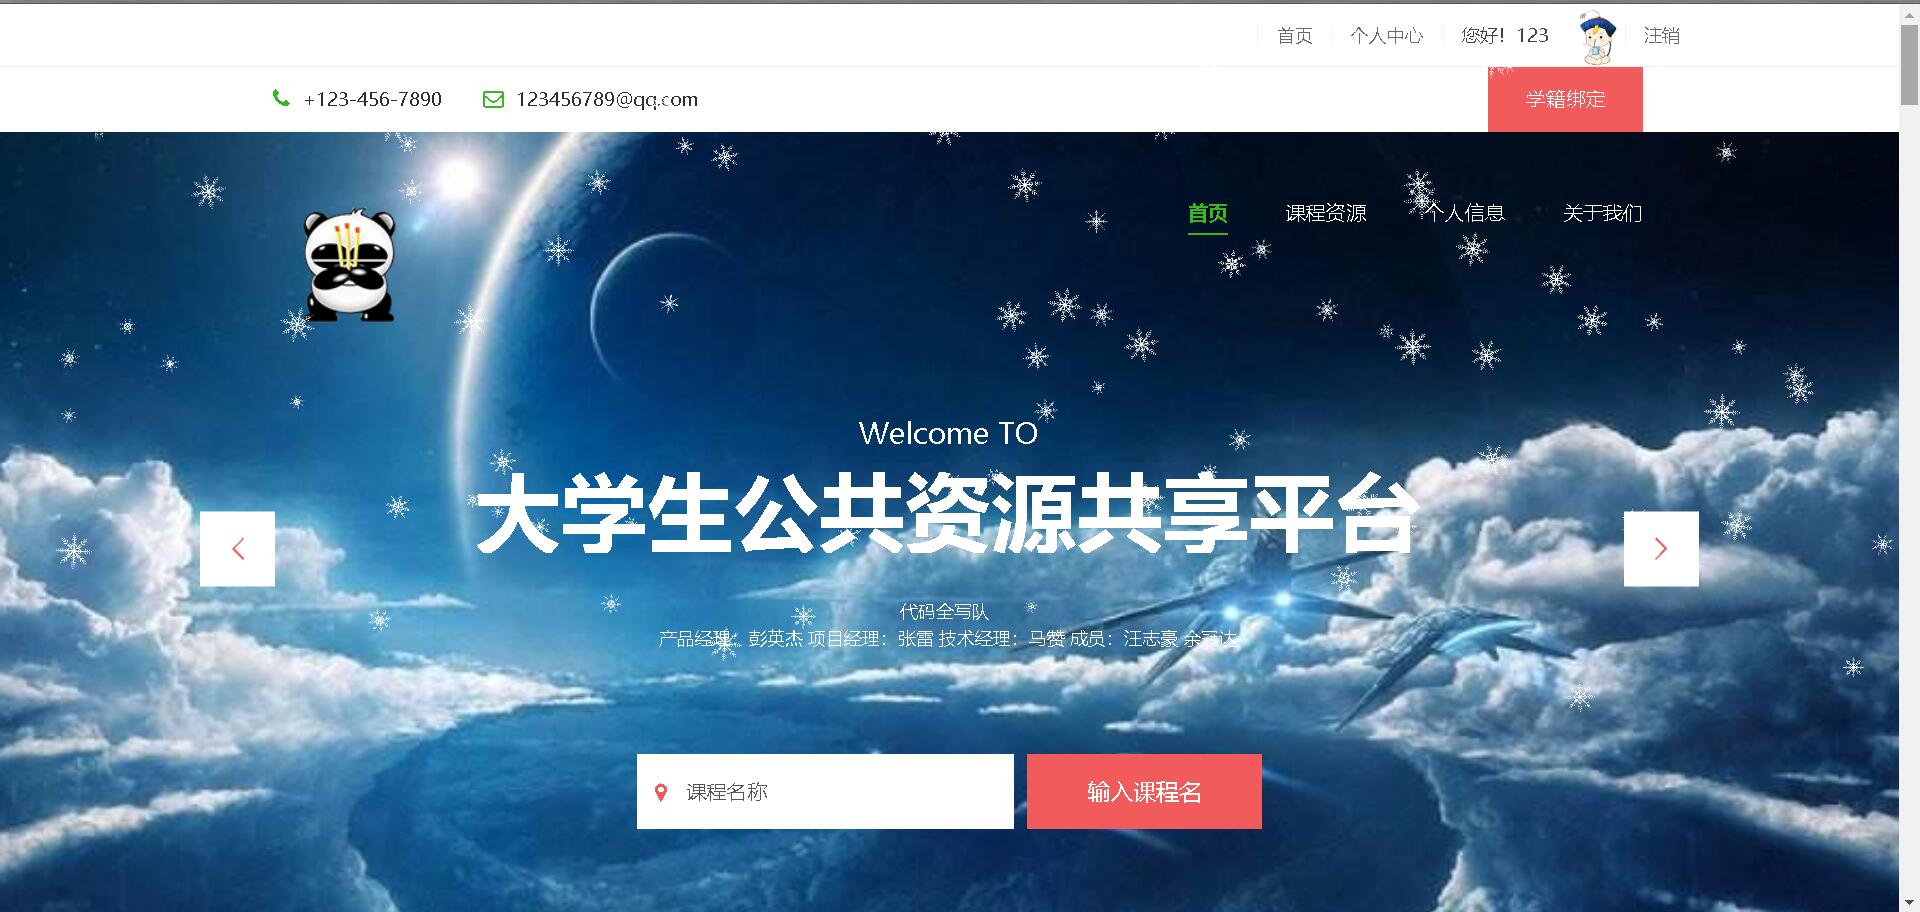 首页 个人中心 您好！123 注销
+123-456-7890 123456789@qq.com 学籍绑定
首页 课程资源 个人信息 关于我们
Welcome TO
大学生公共资源共享平台
代码全写队
产品经理：彭英杰 项目经理：张雷 技术经理：马赞 成员：汪志豪 余冠达
课程名称 输入课程名